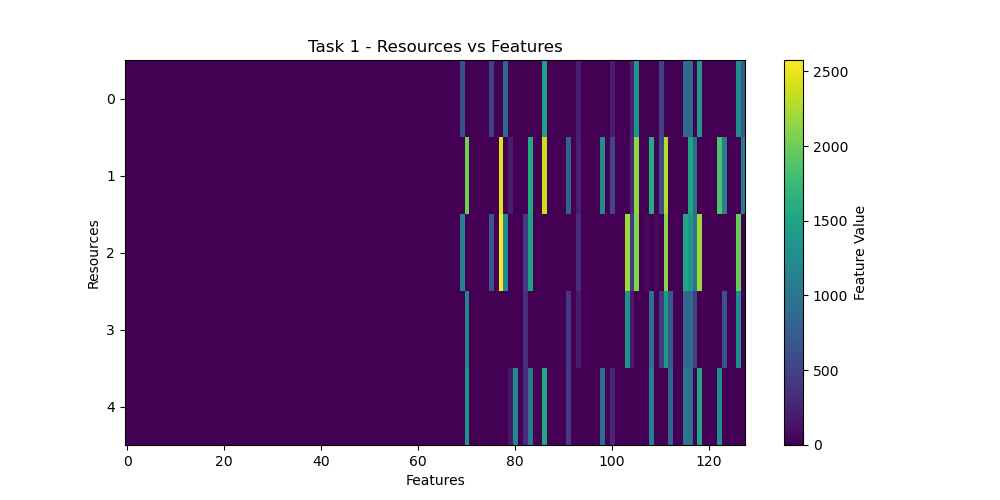 Task 1 - Resources vs Features
Resources
0
1
2
3
4
0 20 40 60 80 100 120
Features
2500
2000
1500
1000
500
0
Feature Value